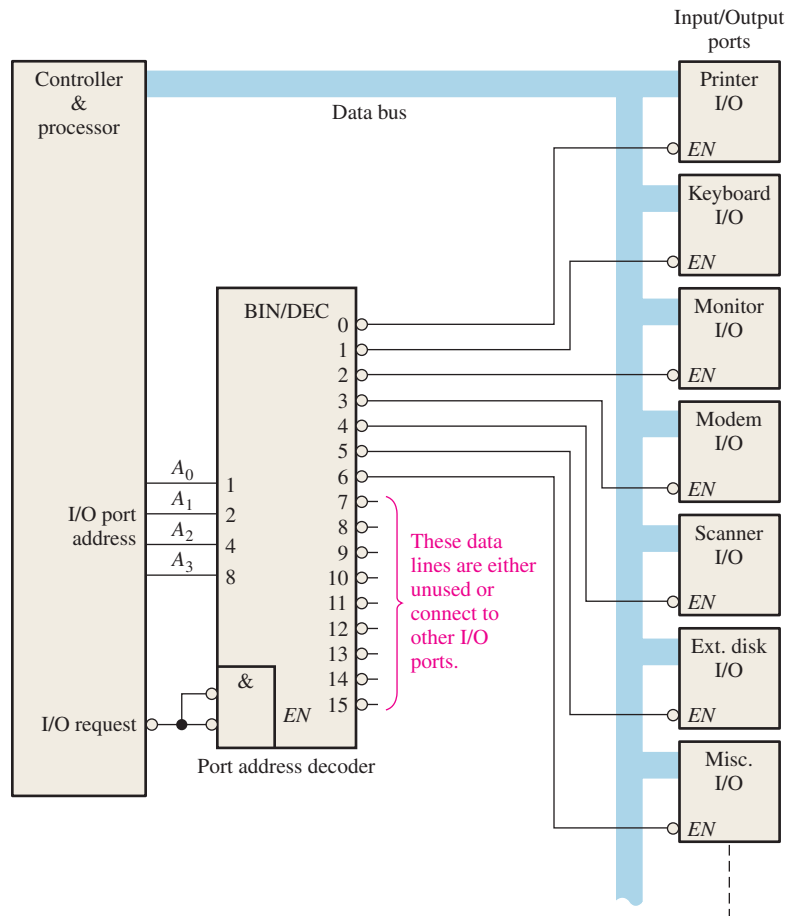 Input/Output
ports
Controller
&
processor
Data bus
Printer
I/O
EN
Keyboard
I/O
EN
Monitor
I/O
EN
Modem
I/O
EN
Scanner
I/O
EN
Ext. disk
I/O
EN
Misc.
I/O
EN
BIN/DEC
0
1
2
3
4
5
6
7
8
9
10
11
12
13
14
15
A0
A1
A2
A3
1
2
4
8
I/O port
address
These data
lines are either
unused or
connect to
other I/O
ports.
&
EN
I/O request
Port address decoder